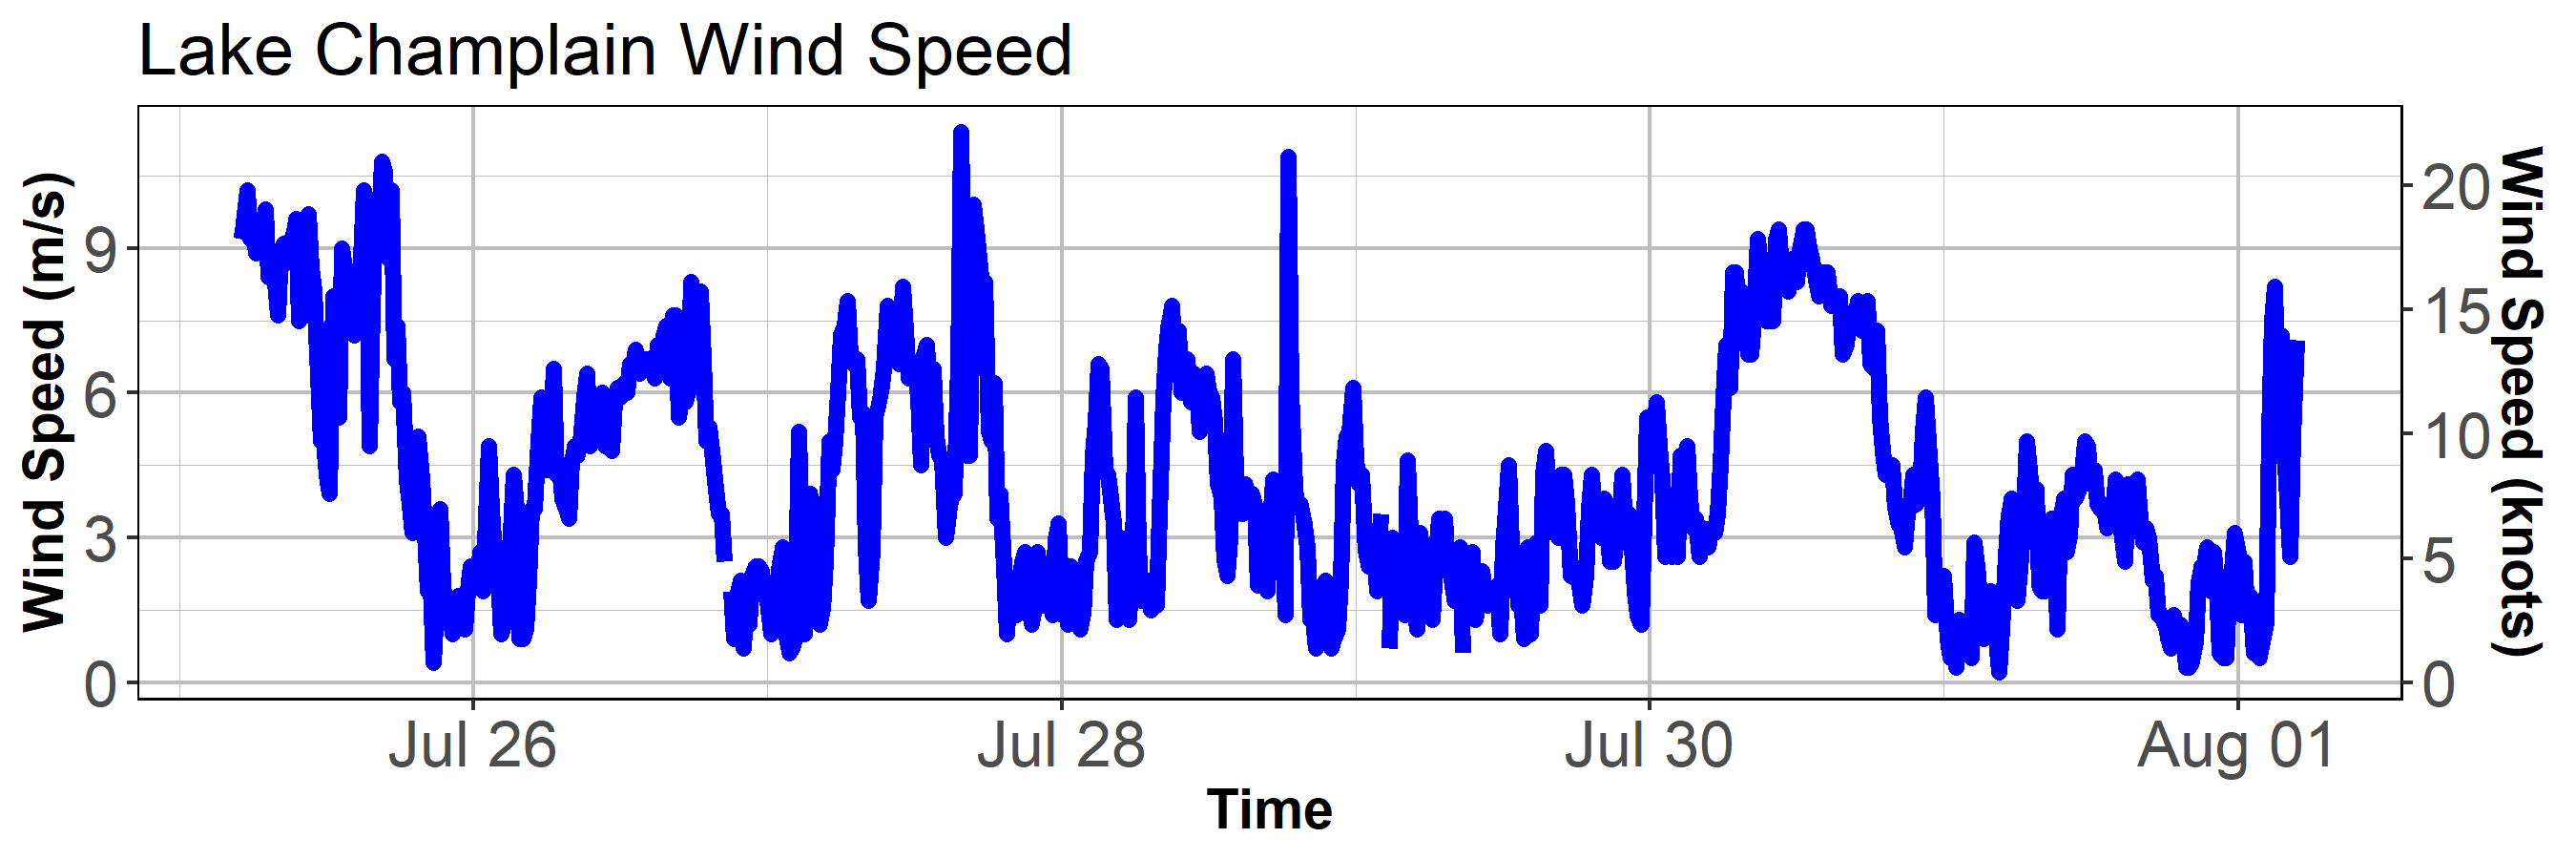 Lake Champlain Wind Speed
Wind Speed (m/s)
9
6
3
0
20
15
10
5
0
Wind Speed (knots)
Jul 26
Jul 28
Jul 30
Aug 01
Time